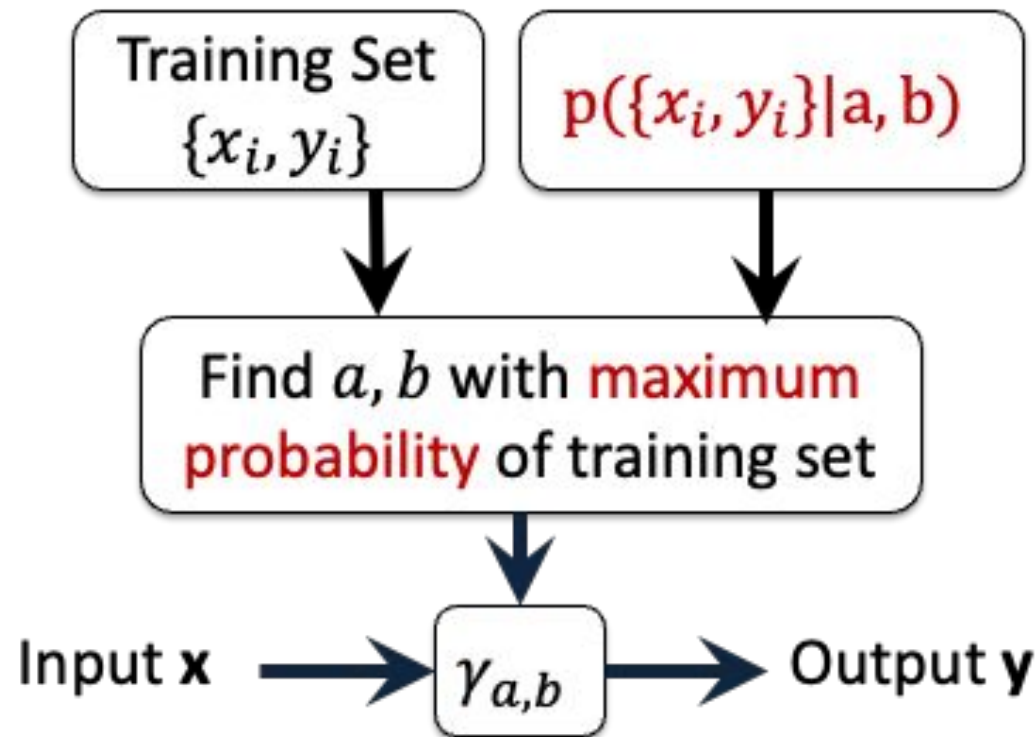 Training Set
{xᵢ, yᵢ}
p({xᵢ, yᵢ}|a, b)
Find a, b with maximum
probability of training set
Input x
γₐ,b
Output y